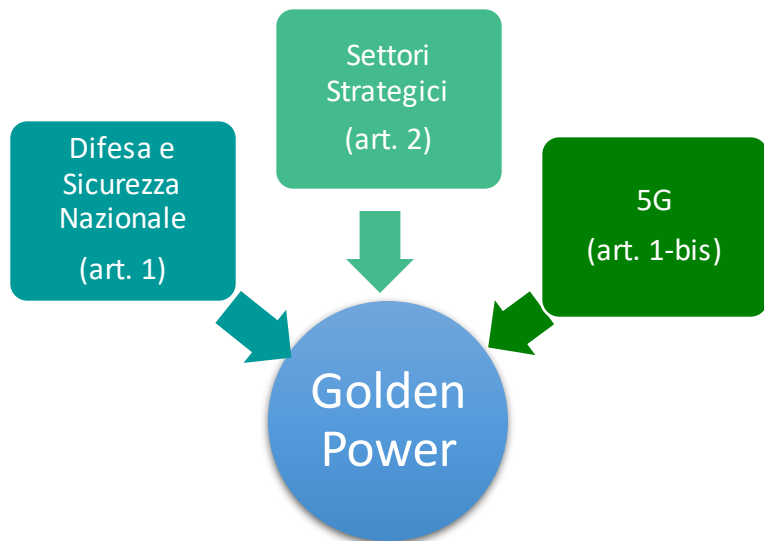 Difesa e
Sicurezza
Nazionale
(art. 1)
Settori
Strategici
(art. 2)
5G
(art. 1-bis)
Golden
Power